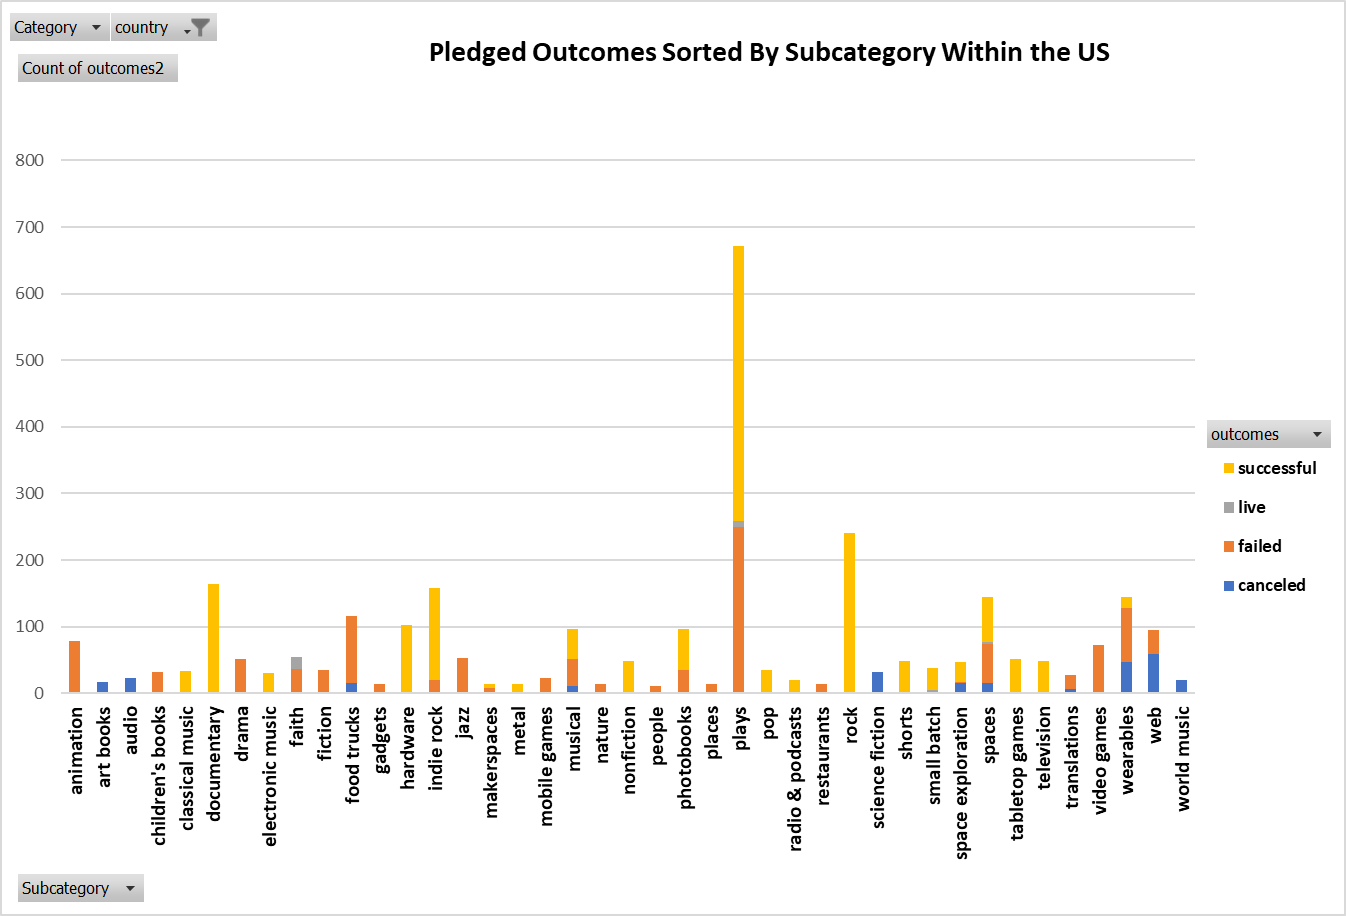 Category country
Pledged Outcomes Sorted By Subcategory Within the US
Count of outcomes2
800
700
600
500
400
300
200
100
0
outcomes
successful
live
failed
canceled
animation
art books
audio
children's books
classical music
documentary
drama
electronic music
faith
fiction
food trucks
gadgets
hardware
indie rock
jazz
makerspaces
metal
mobile games
musical
nature
nonfiction
people
photobooks
places
plays
pop
radio & podcasts
restaurants
rock
science fiction
shorts
small batch
space exploration
spaces
tabletop games
television
translations
video games
wearables
web
world music
Subcategory